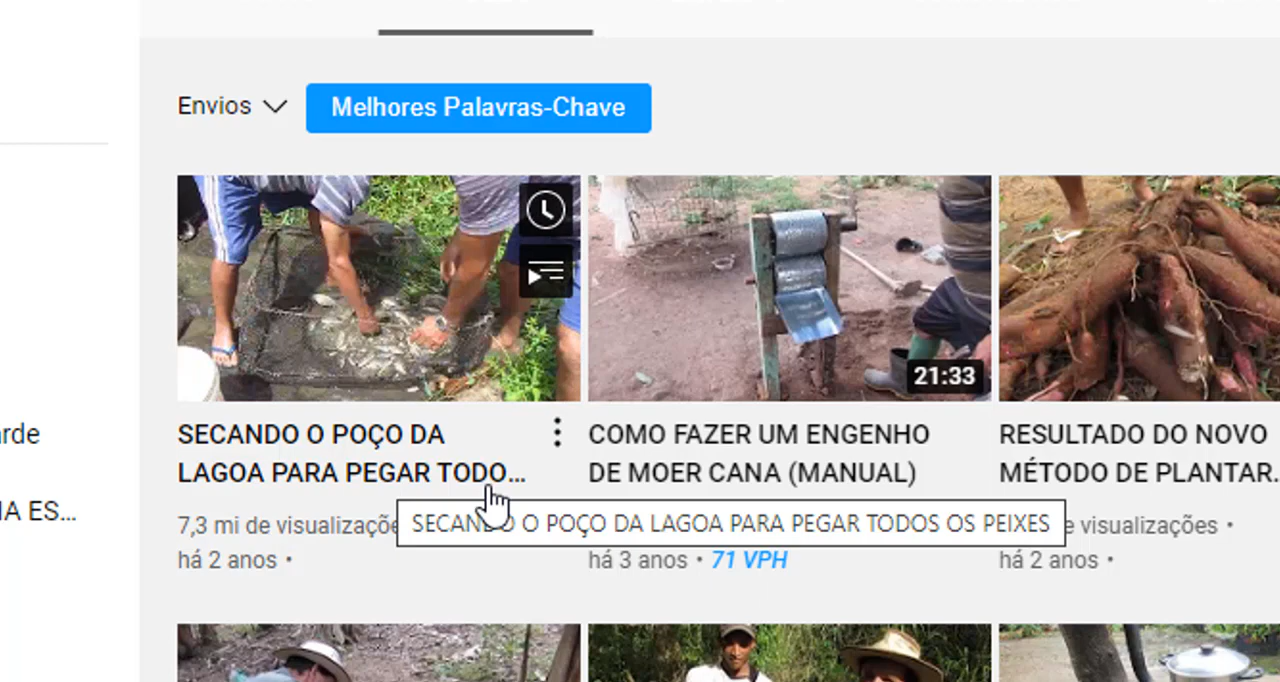 Envios
Melhores Palavras-Chave
21:33
SECANDO O POÇO DA
LAGOA PARA PEGAR TODO...
COMO FAZER UM ENGENHO
DE MOER CANA (MANUAL)
RESULTADO DO NOVO
MÉTODO DE PLANTAR.
7,3 mi de visualizaçõe
SECANDO O POÇO DA LAGOA PARA PEGAR TODOS OS PEIXES
e visualizações •
há 2 anos •
há 3 anos • 71 VPH
há 2 anos •
arde
IA ES...